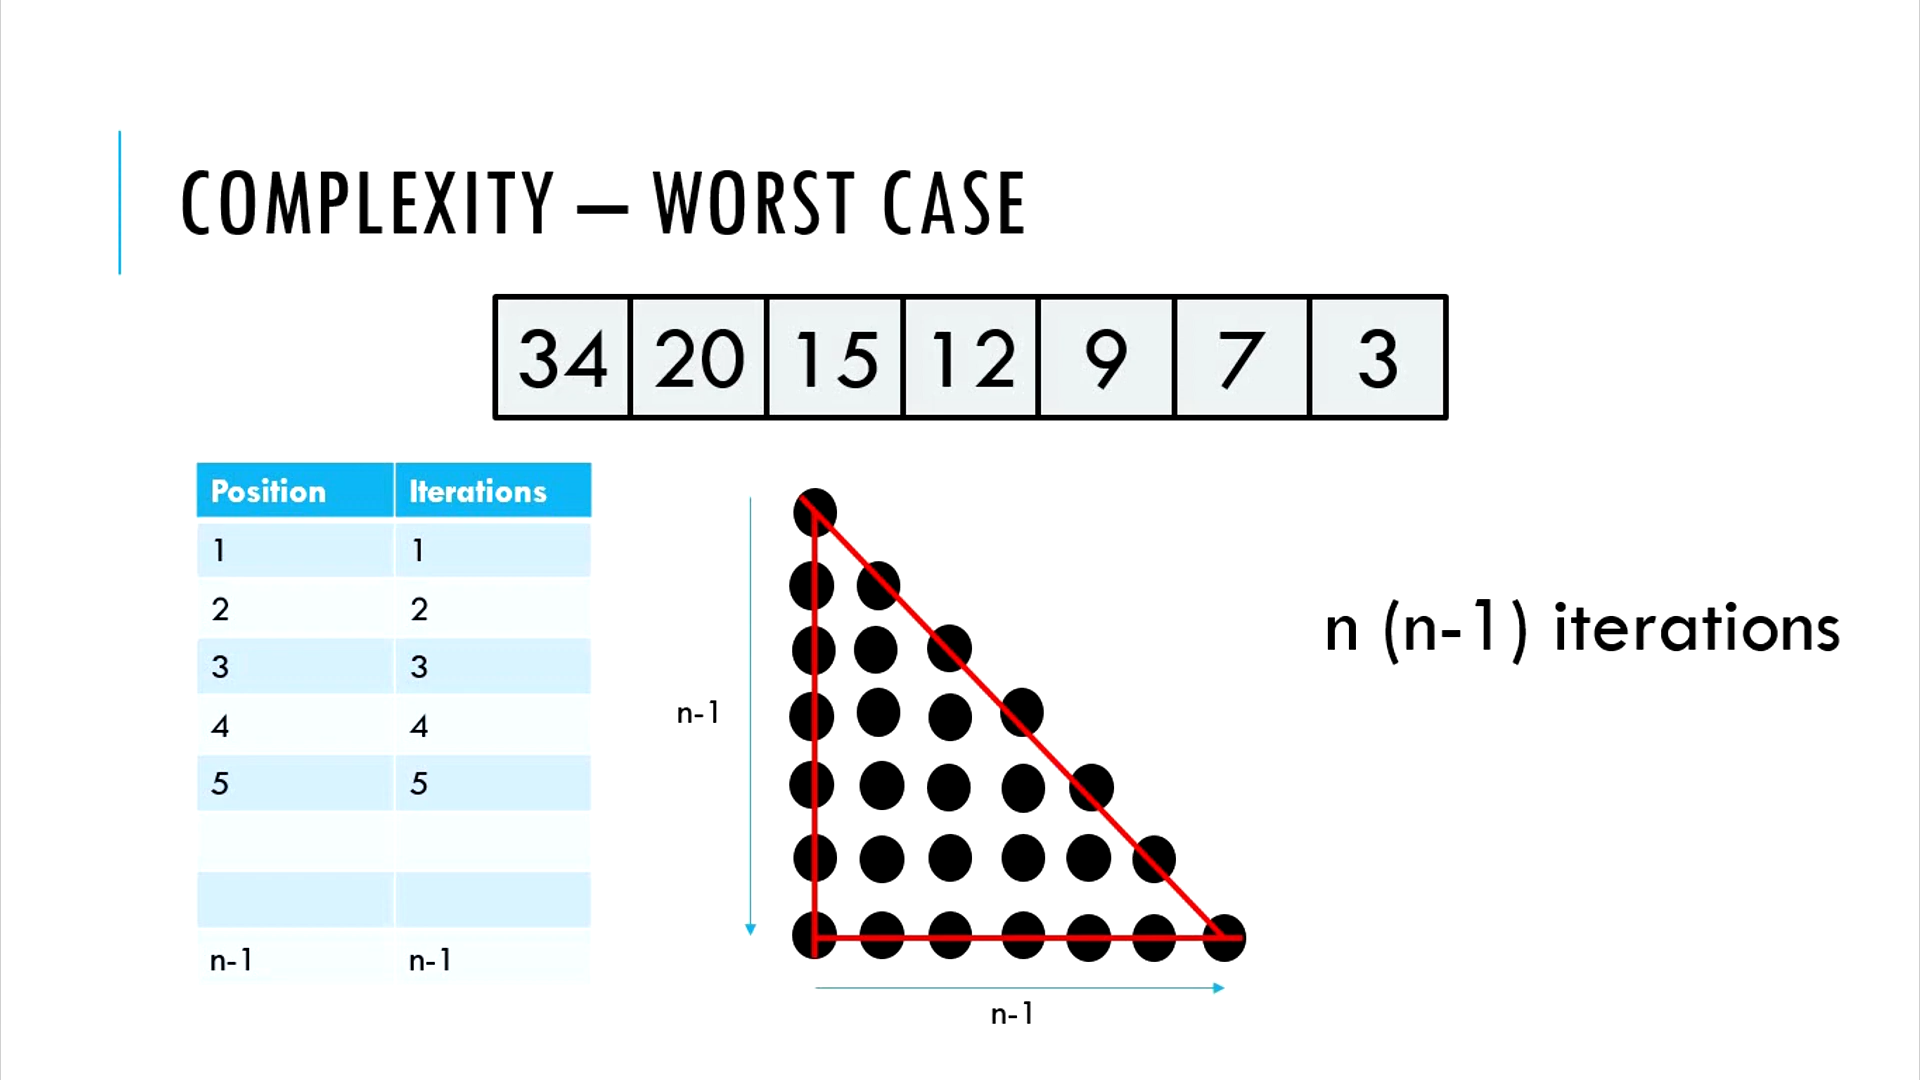 COMPLEXITY – WORST CASE
34 20 15 12 9 7 3
Position Iterations
1 1
2 2
3 3
4 4
5 5
n-1 n-1
n-1
n-1
n (n-1) iterations